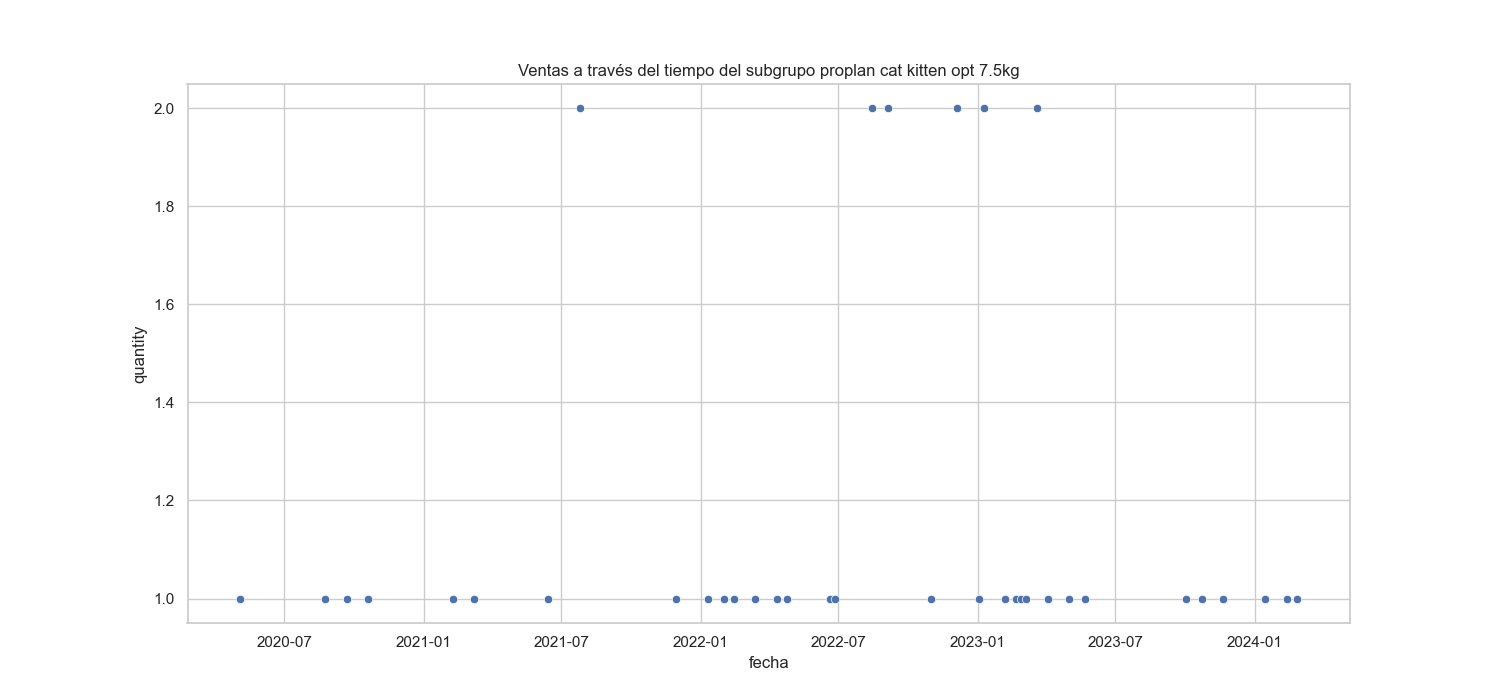 Ventas a través del tiempo del subgrupo proplan cat kitten opt 7.5kg
quantity
2.0
1.8
1.6
1.4
1.2
1.0
2020-07 2021-01 2021-07 2022-01 2022-07 2023-01 2023-07 2024-01
fecha